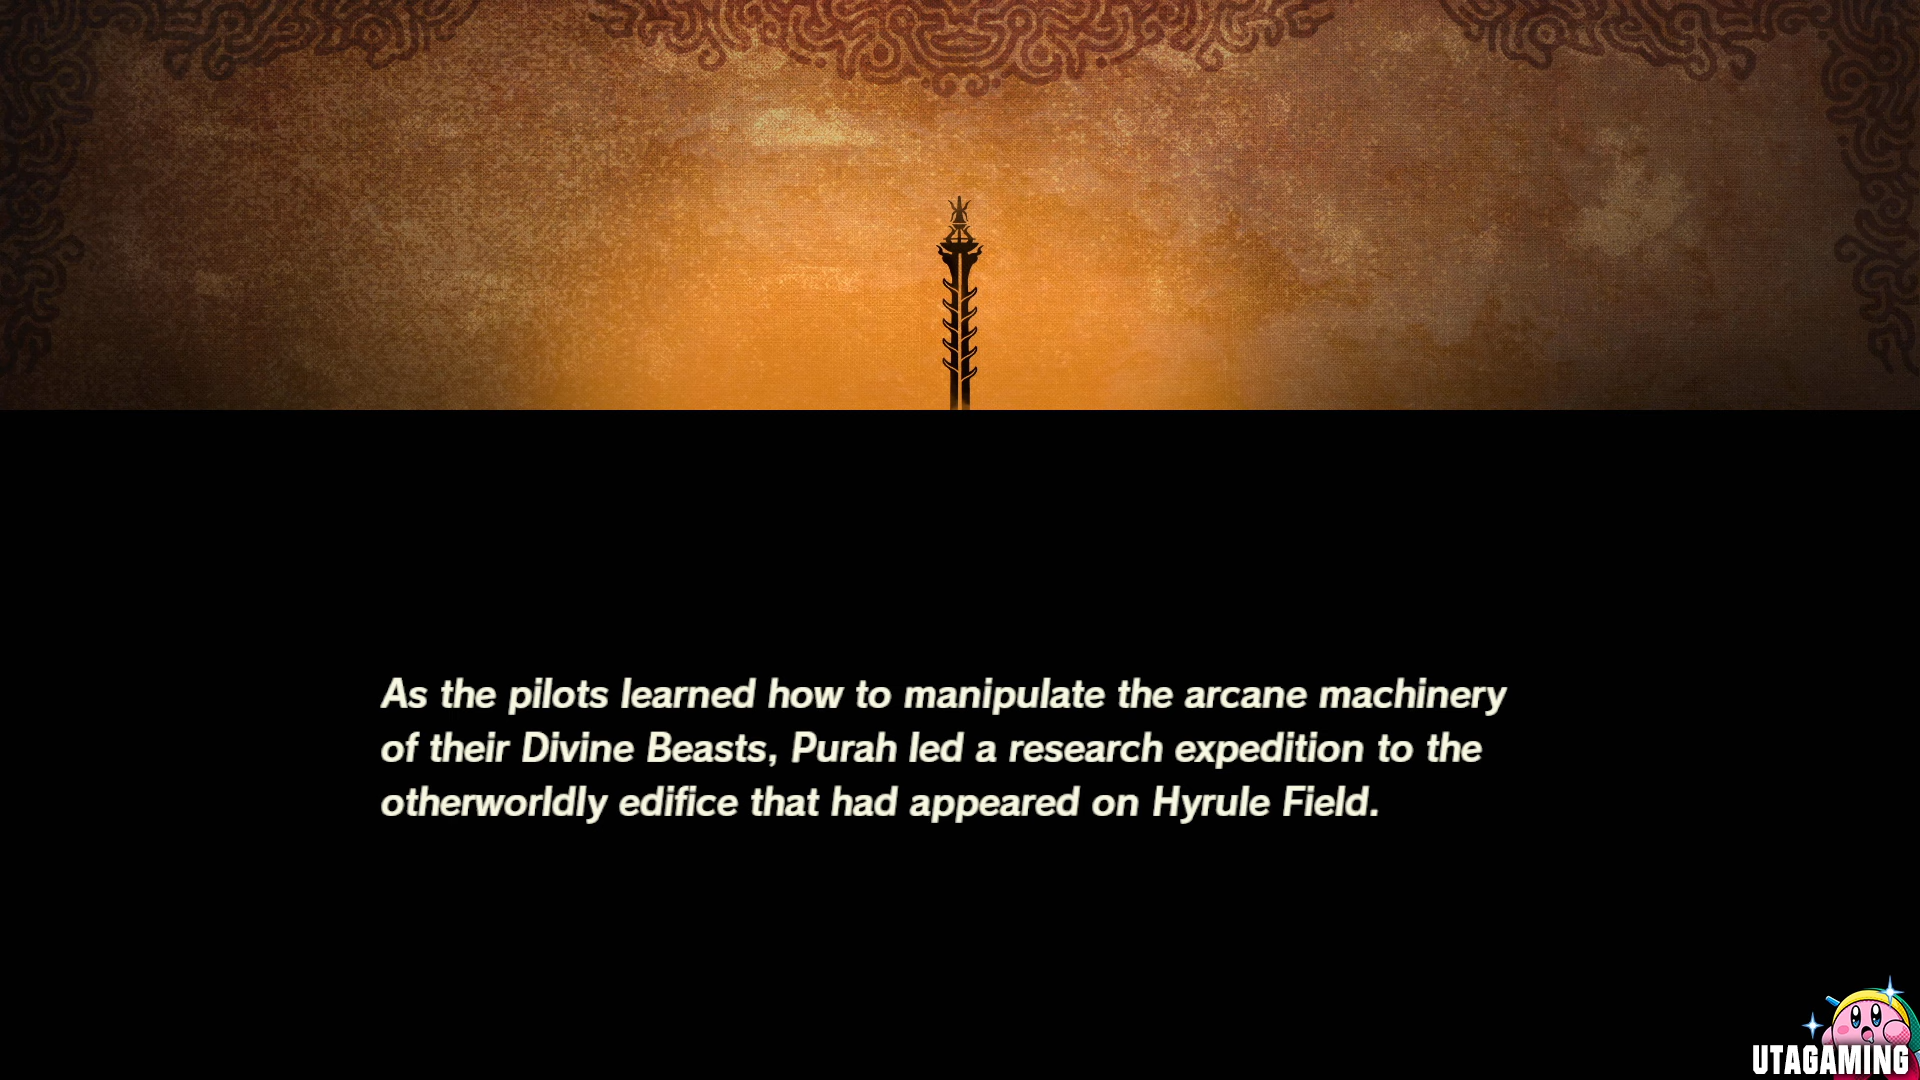 As the pilots learned how to manipulate the arcane machinery
of their Divine Beasts, Purah led a research expedition to the
otherworldly edifice that had appeared on Hyrule Field.
UTAGAMING